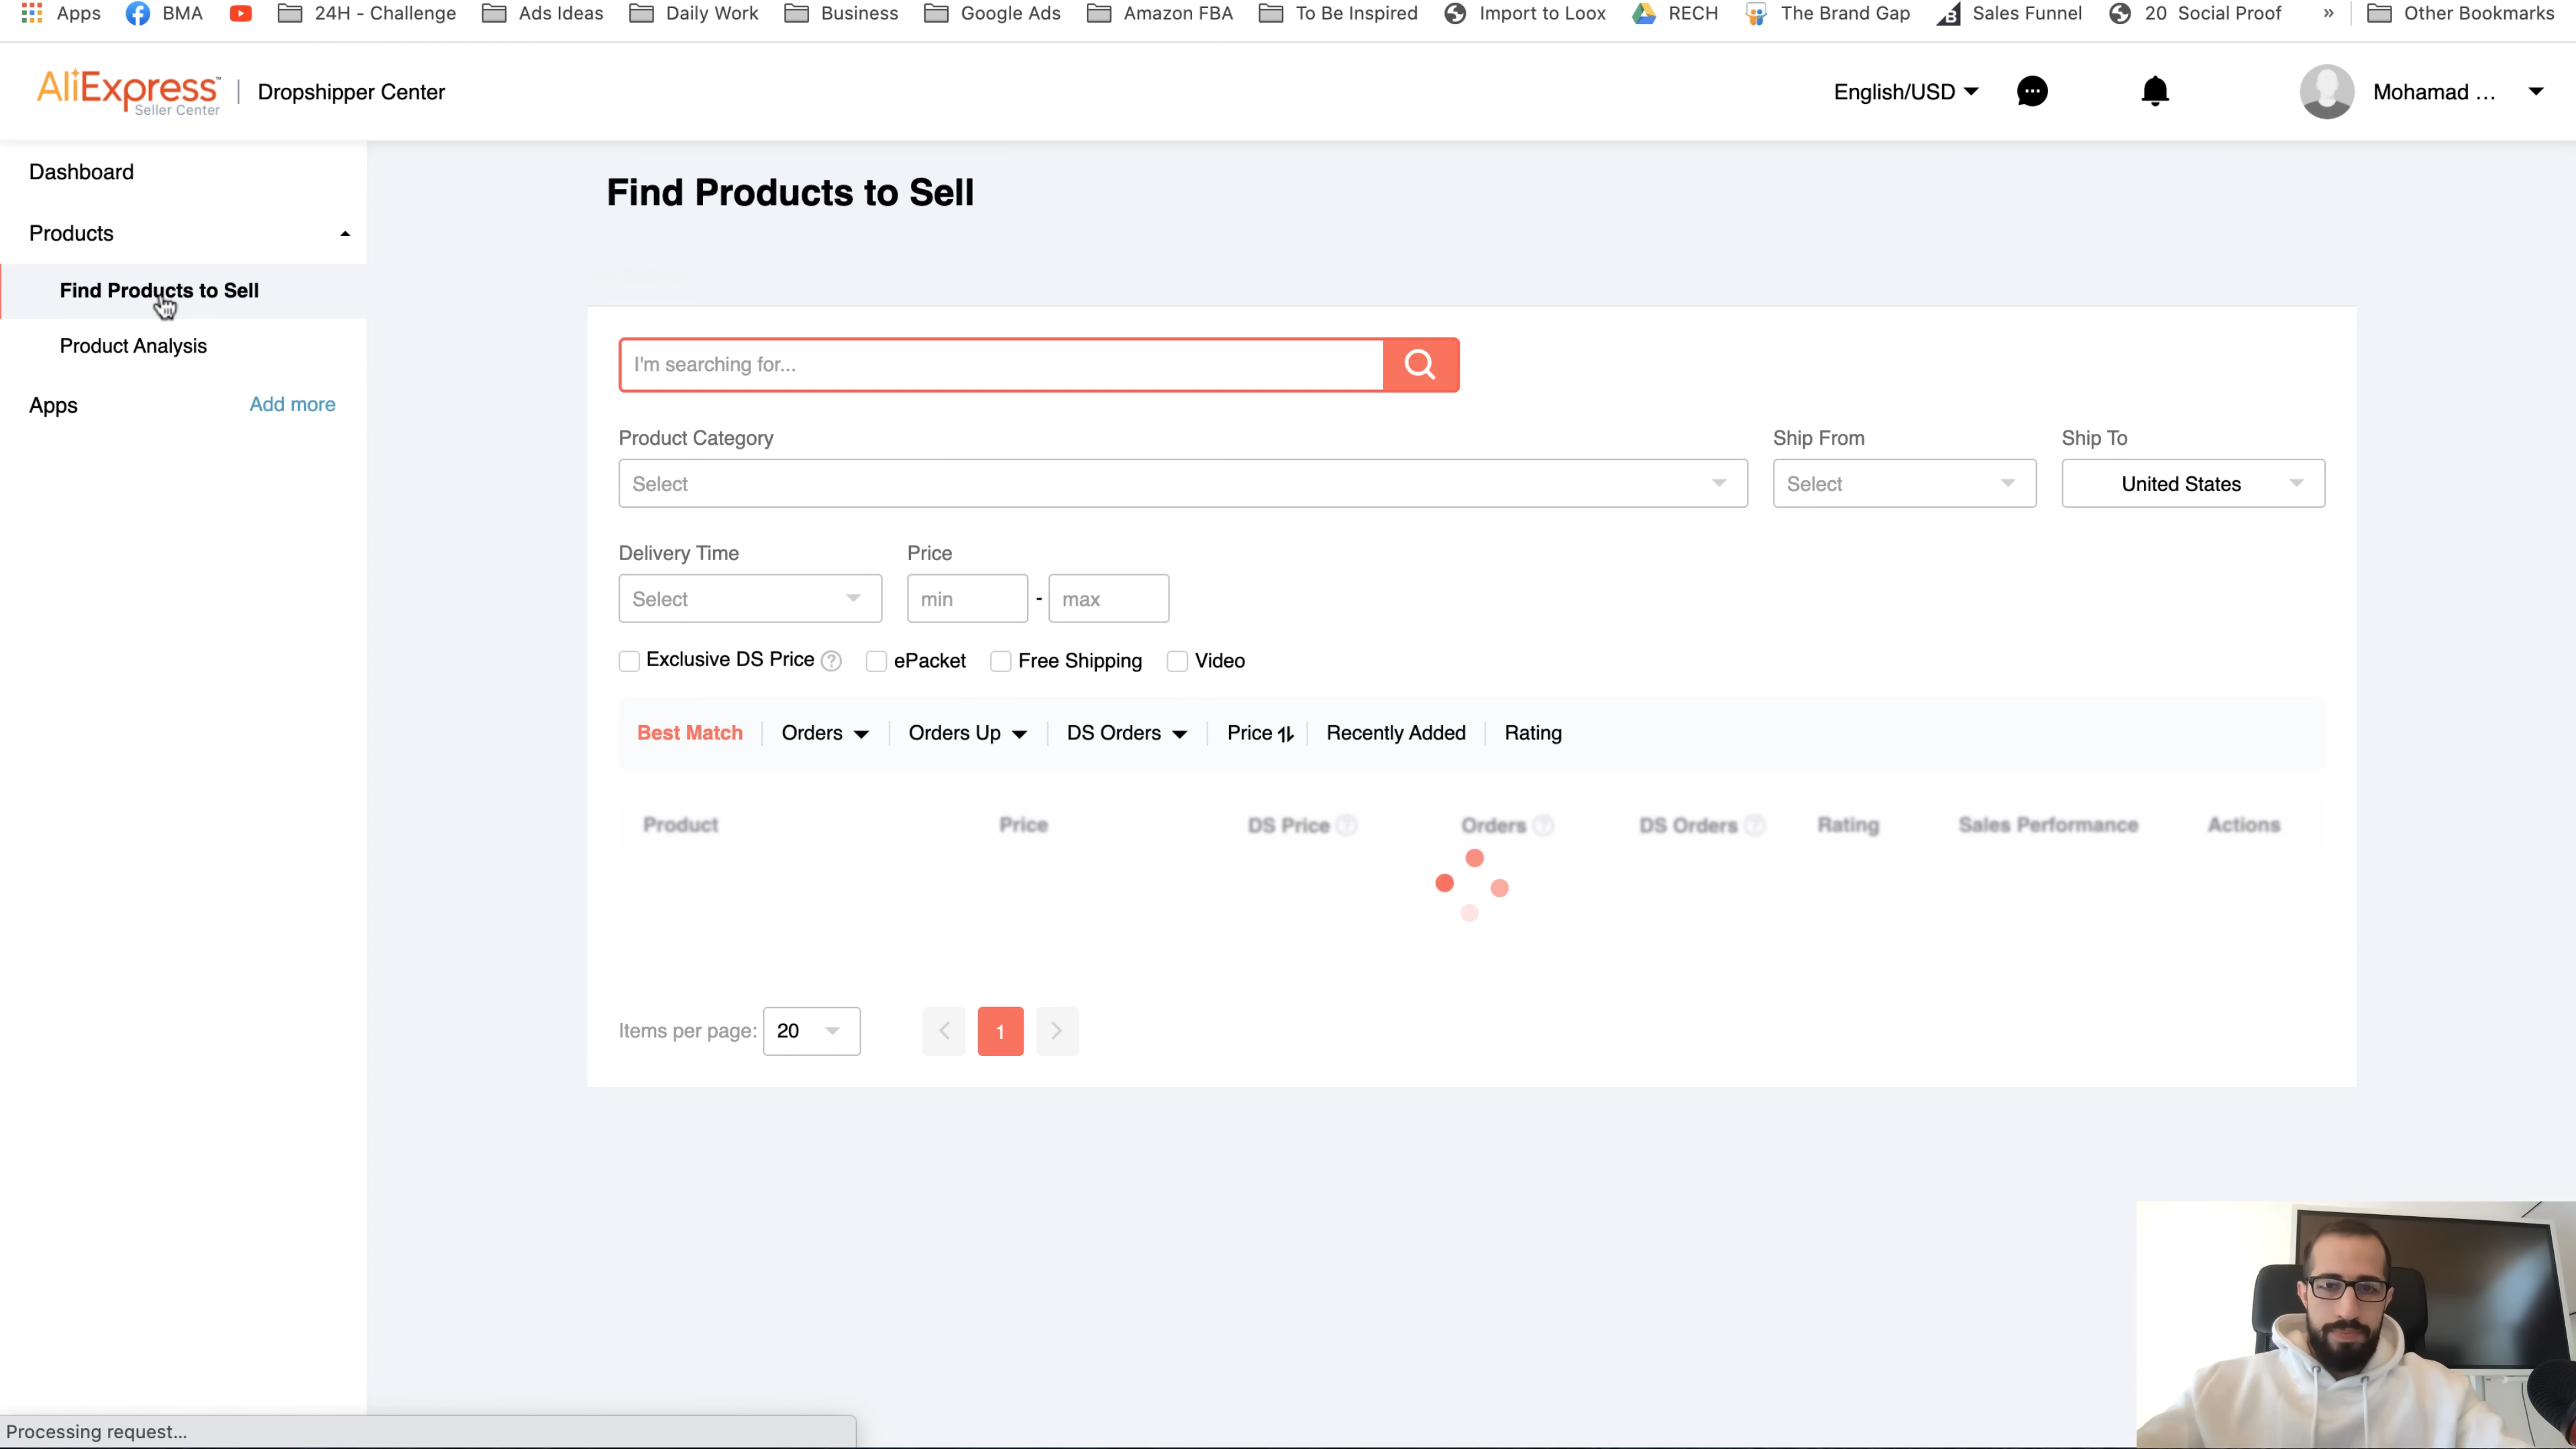 Apps BMA 24H - Challenge Ads Ideas Daily Work Business Google Ads Amazon FBA To Be Inspired Import to Loox RECH The Brand Gap Sales Funnel 20 Social Proof » Other Bookmarks
AliExpress™ Seller Center | Dropshipper Center English/USD Mohamad ...
Dashboard
Products
Find Products to Sell
Product Analysis
Apps Add more
Find Products to Sell
I'm searching for...
Product Category Ship From Ship To
Select Select United States
Delivery Time Price
Select min - max
Exclusive DS Price ? ePacket Free Shipping Video
Best Match Orders Orders Up DS Orders Price Recently Added Rating
Product Price DS Price ? Orders ? DS Orders ? Rating Sales Performance Actions
Items per page: 20 < 1 >
Processing request...